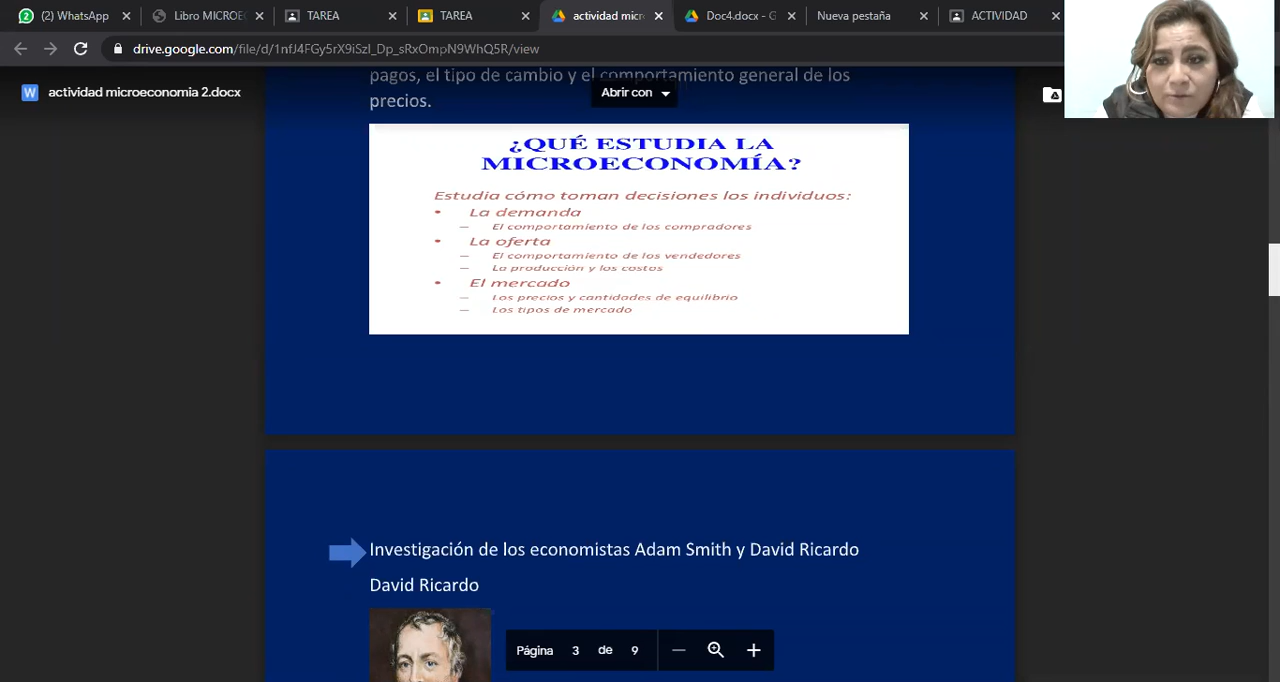 (2) WhatsApp
Libro MICROE
TAREA
TAREA
actividad micr
Doc4.docx - G
Nueva pestaña
ACTIVIDAD
drive.google.com/file/d/1nfJ4FGy5rX9iSzl_Dp_sRxOmpN9WhQ5R/view
actividad microeconomia 2.docx
Abrir con
pagos, el tipo de cambio y el comportamiento general de los
precios.
¿QUÉ ESTUDIA LA
MICROECONOMÍA?
Estudia cómo toman decisiones los individuos:
• La demanda
– El comportamiento de los compradores
• La oferta
– El comportamiento de los vendedores
– La producción y los costos
• El mercado
– Los precios y cantidades de equilibrio
– Los tipos de mercado
Investigación de los economistas Adam Smith y David Ricardo
David Ricardo
Página 3 de 9